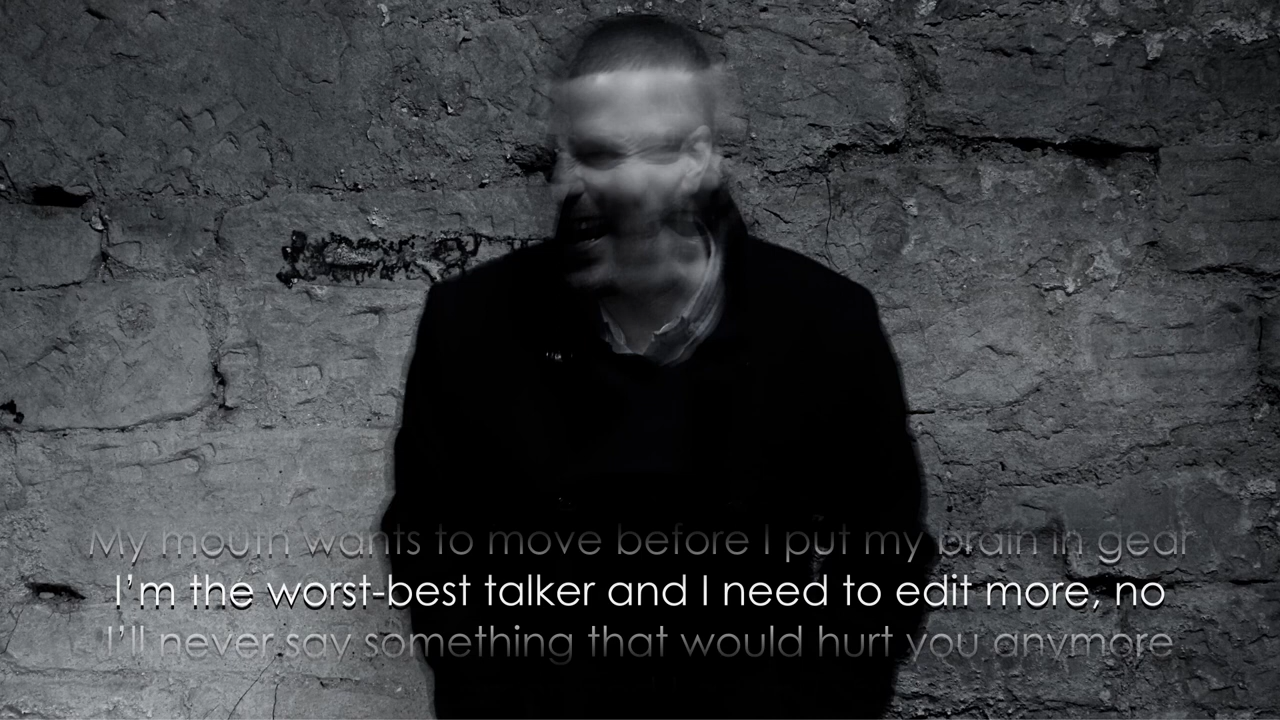 My mouth wants to move before I put my brain in gear
I'm the worst-best talker and I need to edit more, no
I'll never say something that would hurt you anymore